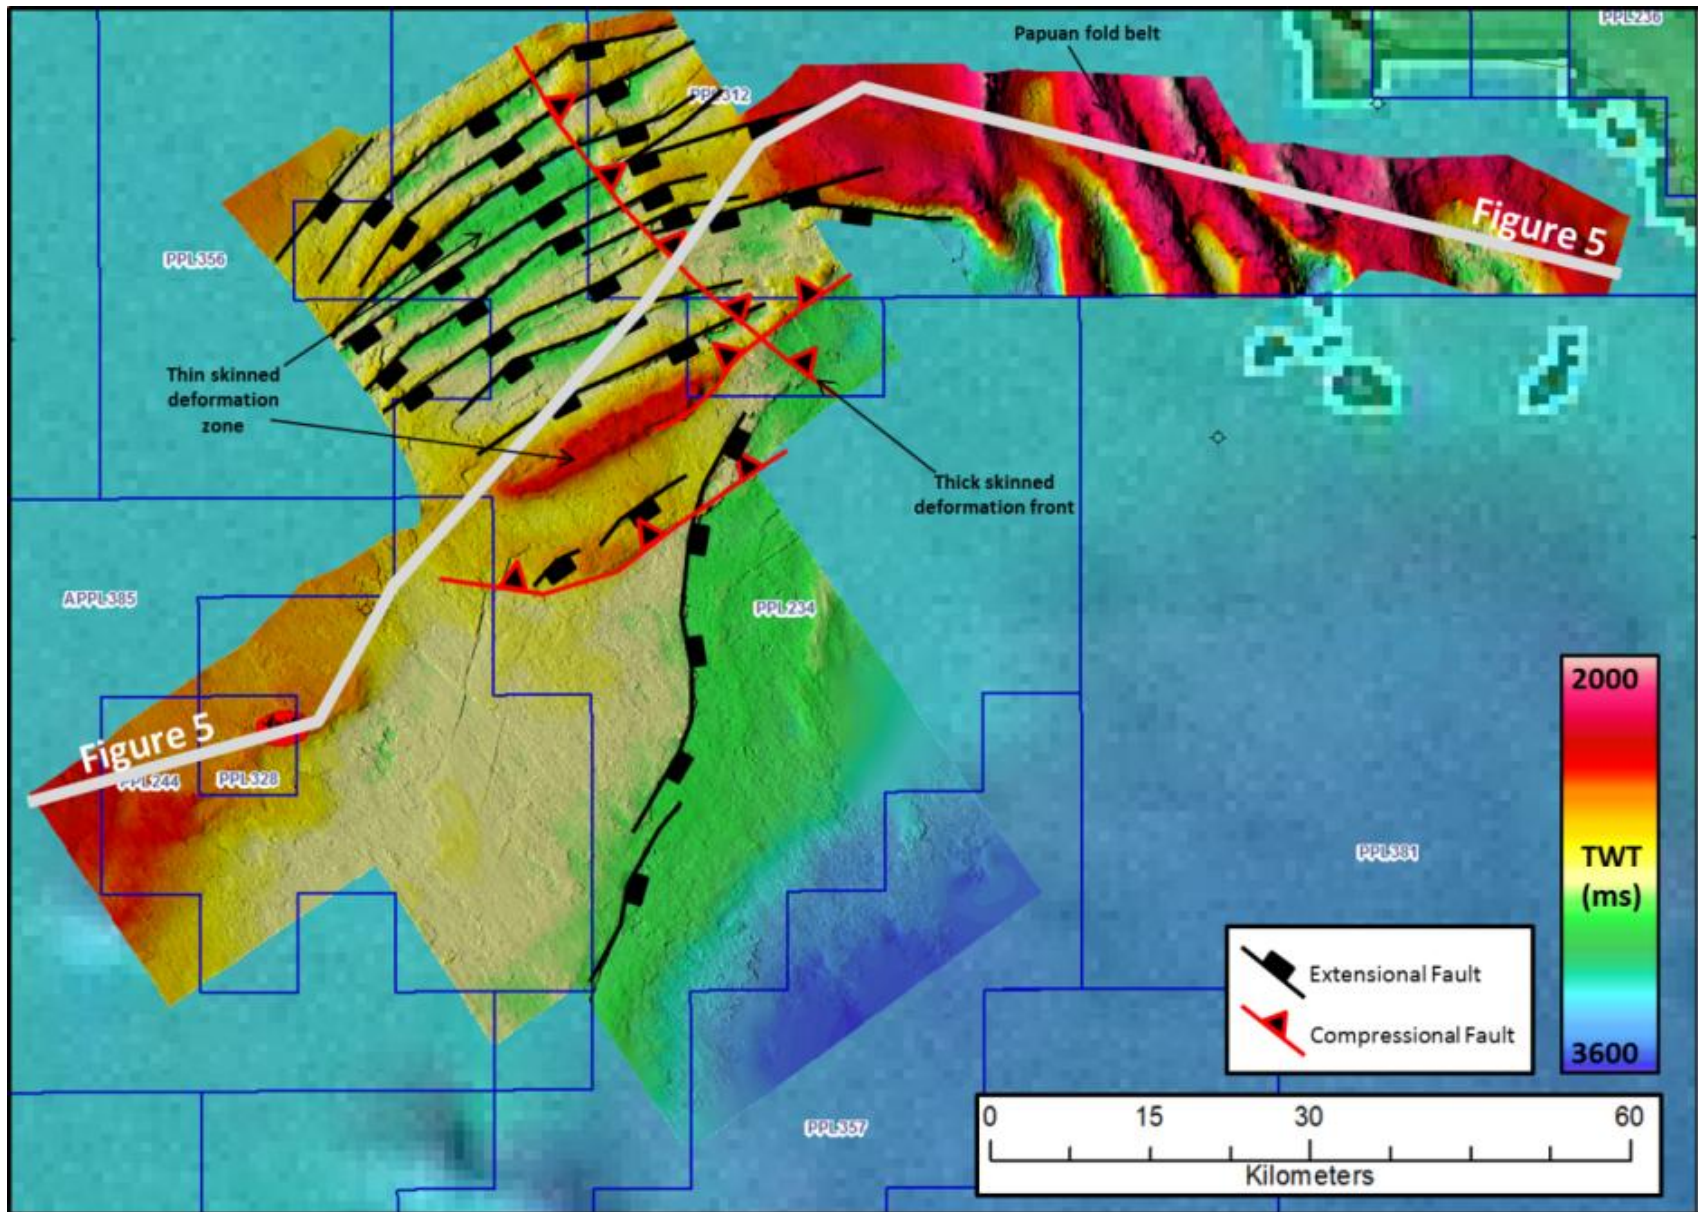 PPL236
Papuan fold belt
PPL312
PPL356
Figure 5
Thin skinned
deformation
zone
Thick skinned
deformation front
APPL385
PPL234
Figure 5
PPL244
PPL328
2000
TWT
(ms)
3600
PPL381
Extensional Fault
Compressional Fault
0 15 30 60
Kilometers
PPL357